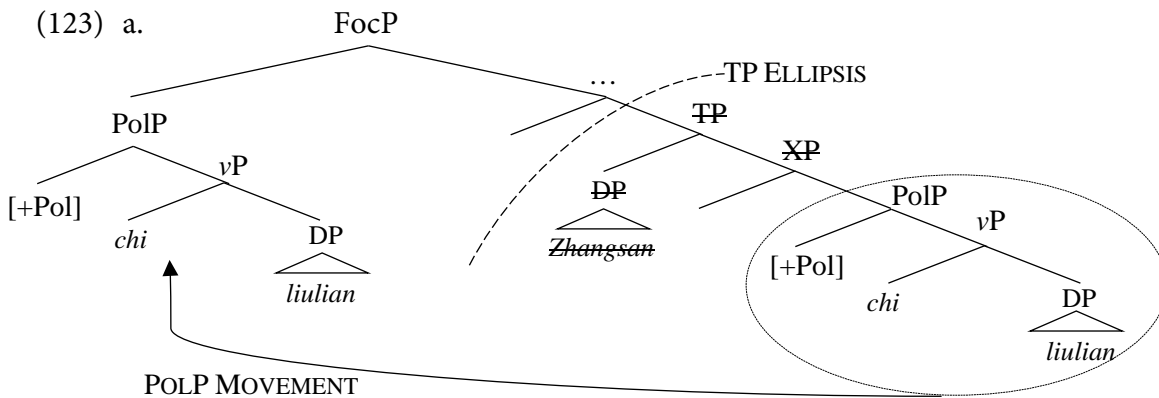 (123) a. FocP
… TP ELLIPSIS
PolP TP
vP XP
[+Pol] DP PolP
chi DP Zhangsan [+Pol] vP
liulian chi DP
liulian
POLP MOVEMENT